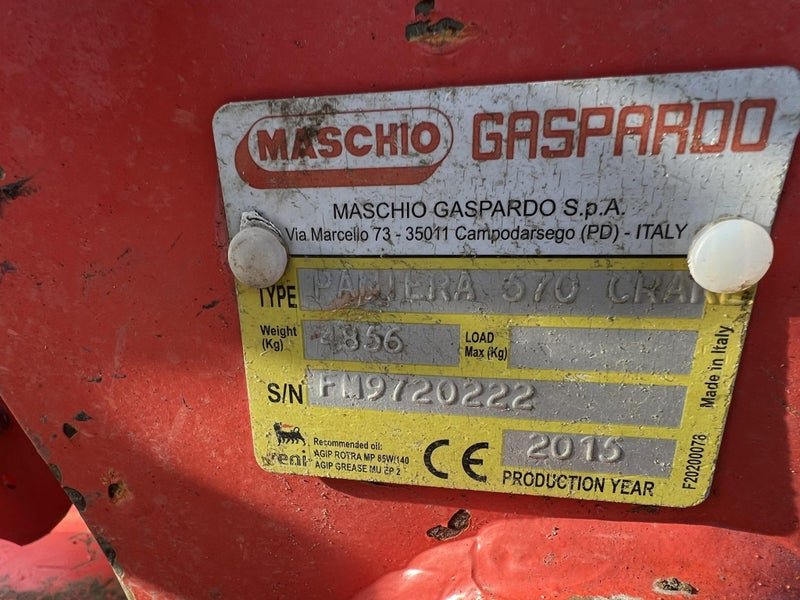 MASCHIO GASPARDO
MASCHIO GASPARDO S.p.A.
Via Marcello 73 - 35011 Campodarsego (PD) - ITALY
TYPE PANTERA 570 CRANE
Weight (Kg) 856
LOAD Max (Kg)
S/N FM9720222
Recommended oil:
AGIP ROTRA MP 85W/140
AGIP GREASE MU EP 2
eni
CE
2015
PRODUCTION YEAR
Made in Italy
F20200078